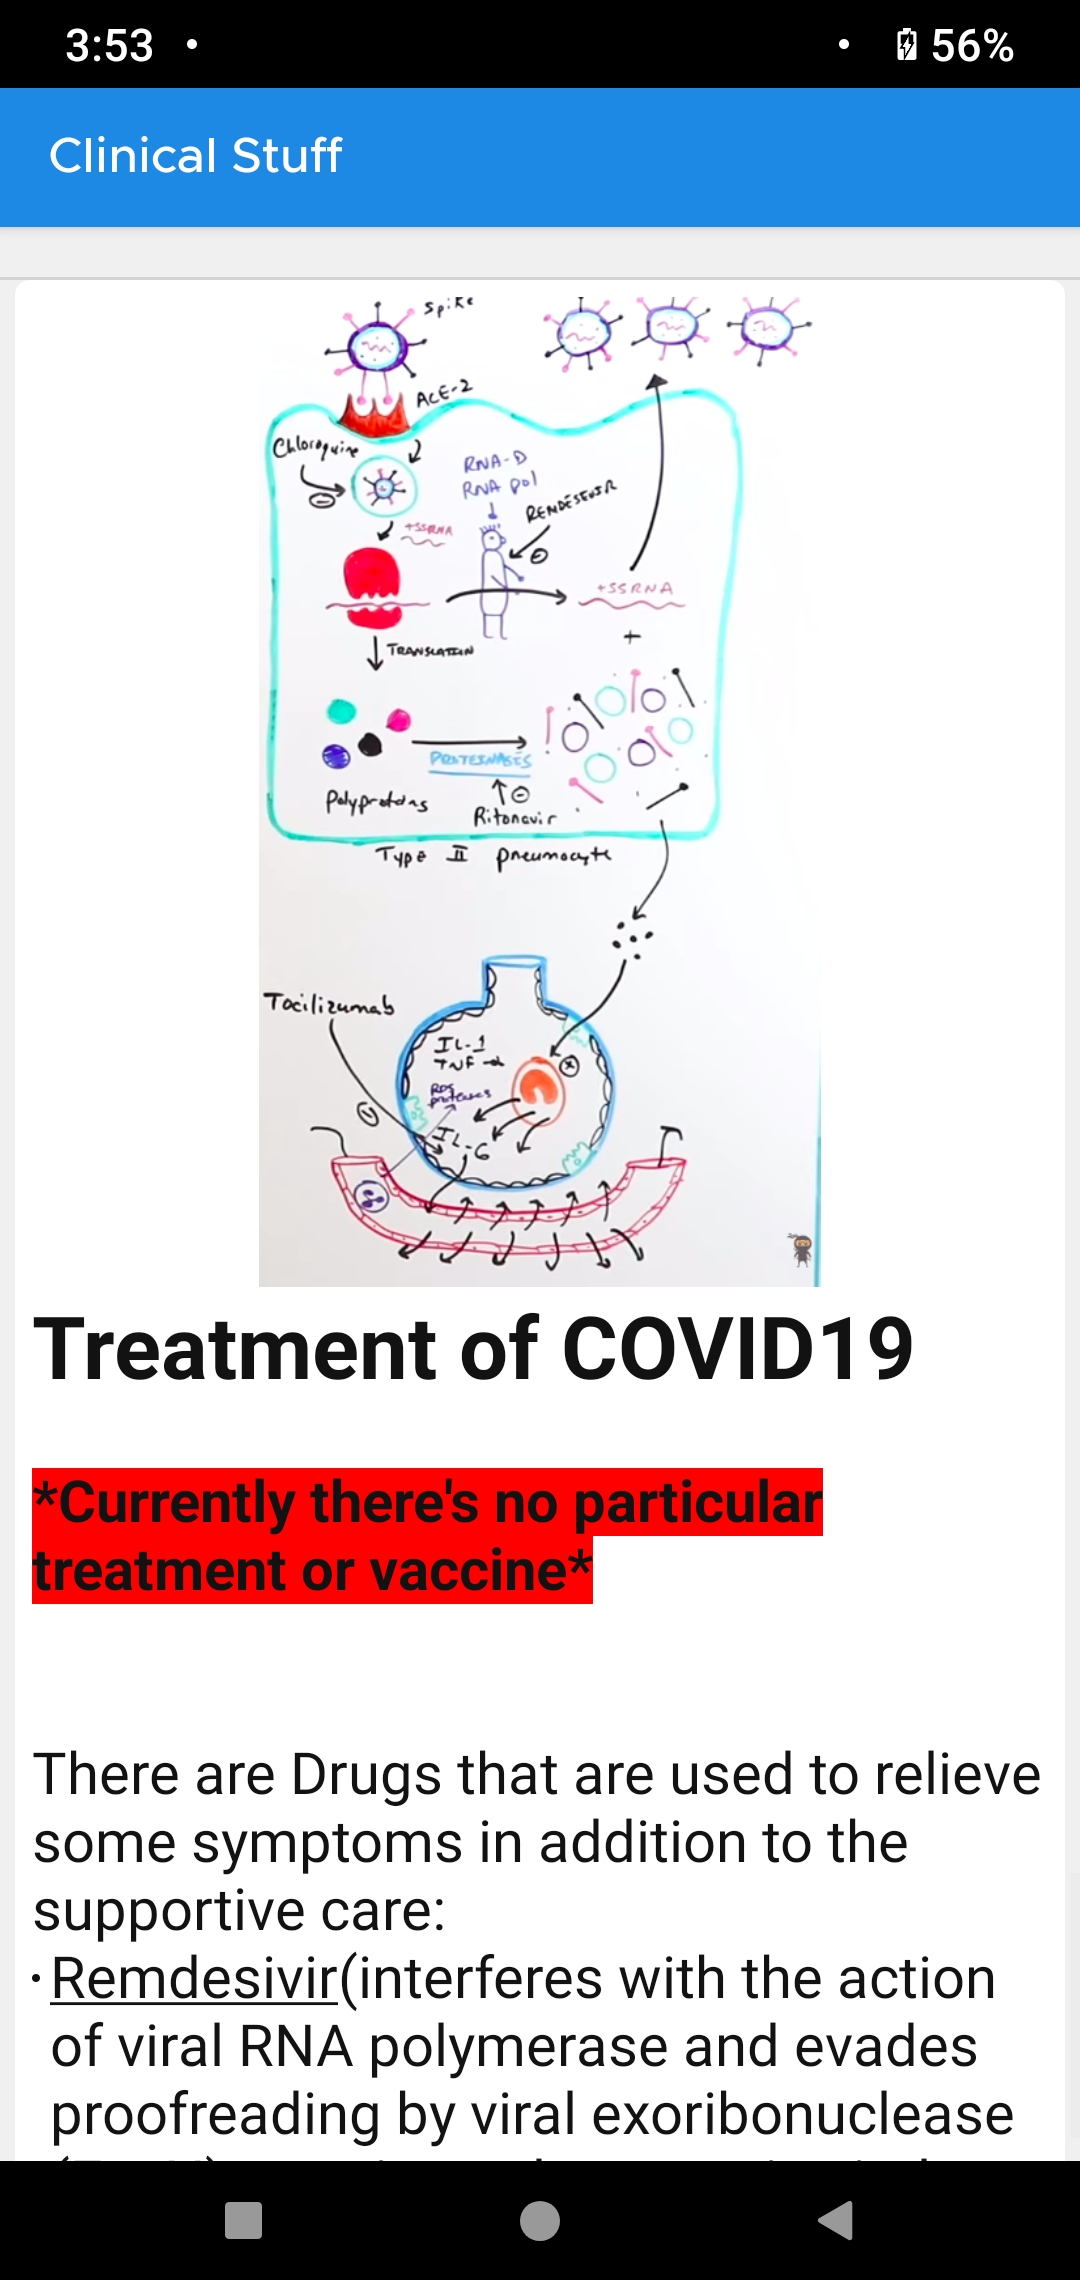 3:53
56%
Clinical Stuff
Spike
ACE-2
Chloroquine
RNA-D
RNA pol
REMDESEVIR
+SSRNA
+SSRNA
+
TRANSLATION
PROTEINASES
Polyproteins
Ritonavir
Type II pneumocyte
Tocilizumab
IL-1
TNF-α
ROS
proteases
IL-6
Treatment of COVID19
*Currently there's no particular
treatment or vaccine*
There are Drugs that are used to relieve
some symptoms in addition to the
supportive care:
· Remdesivir(interferes with the action
of viral RNA polymerase and evades
proofreading by viral exoribonuclease